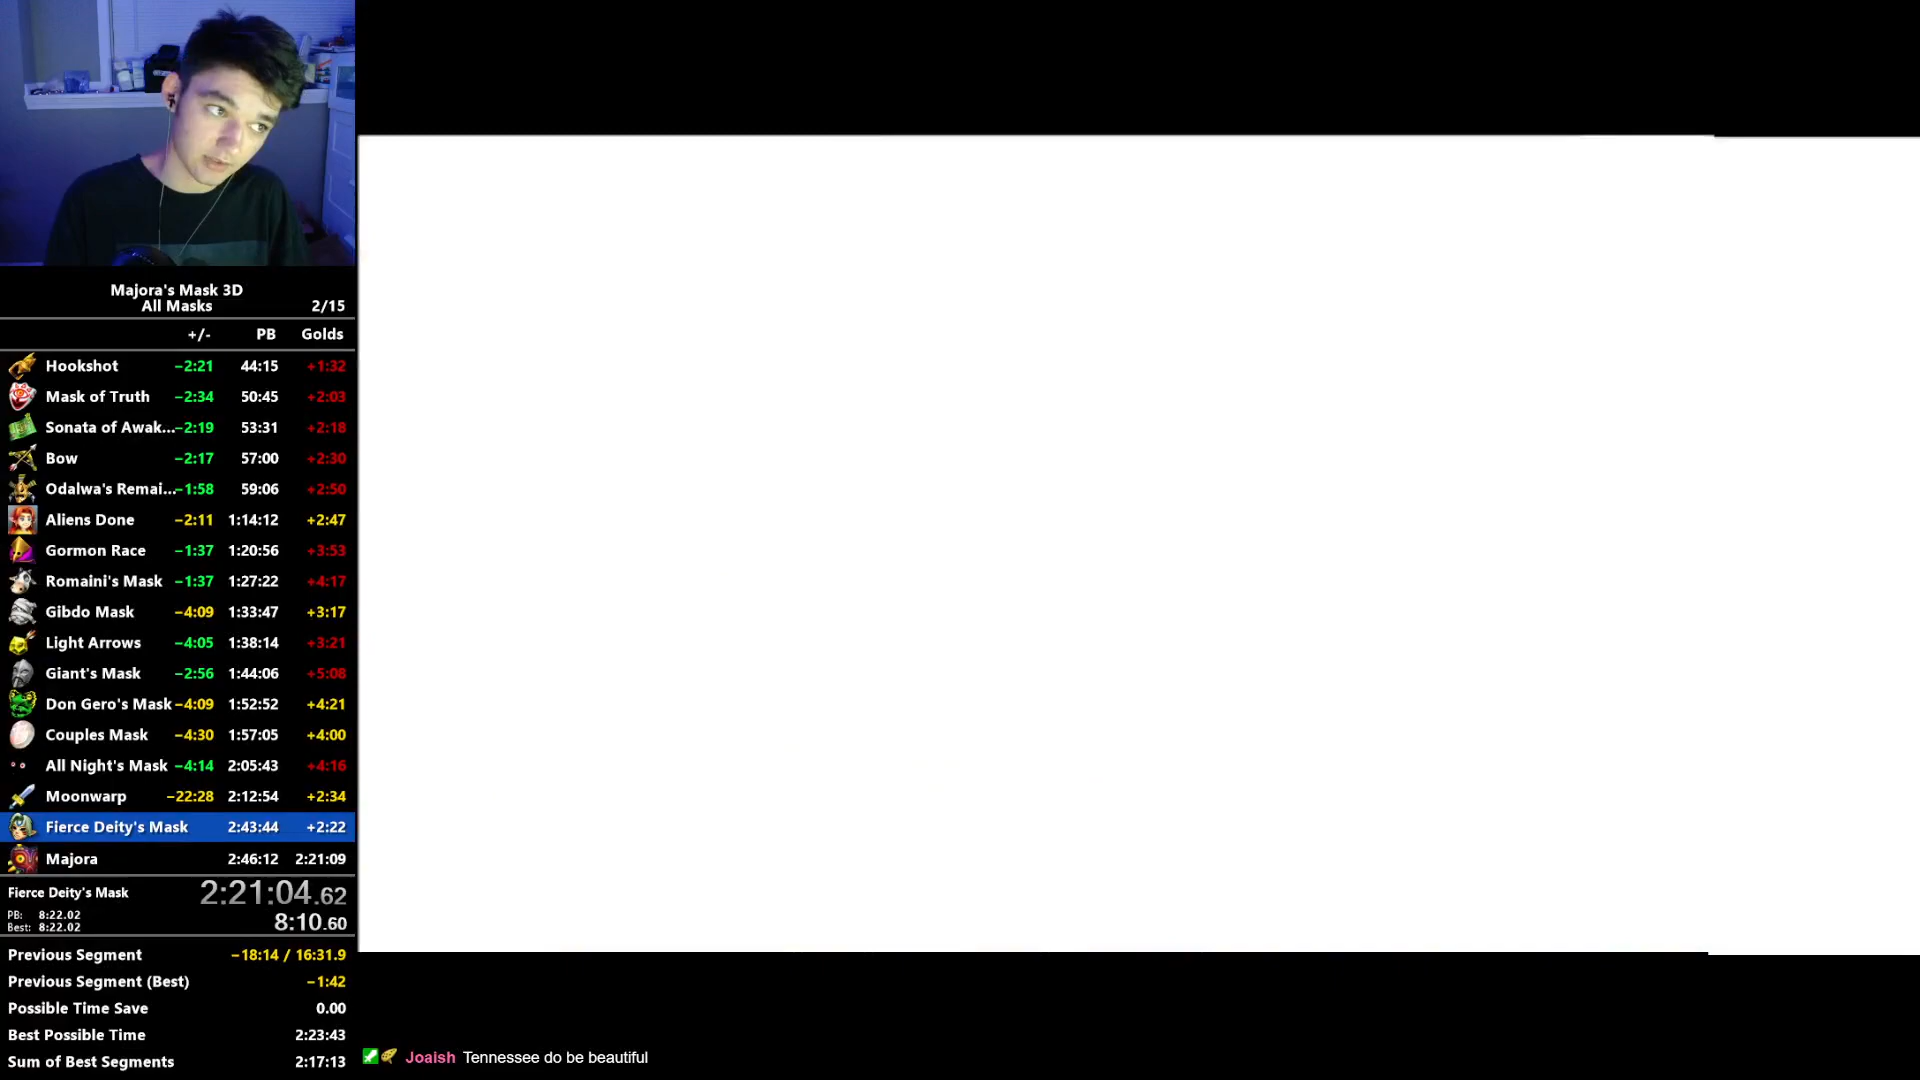 Majora's Mask 3D
All Masks 2/15
+/- PB Golds
Hookshot −2:21 44:15 +1:32
Mask of Truth −2:34 50:45 +2:03
Sonata of Awak... −2:19 53:31 +2:18
Bow −2:17 57:00 +2:30
Odalwa's Remai... −1:58 59:06 +2:50
Aliens Done −2:11 1:14:12 +2:47
Gormon Race −1:37 1:20:56 +3:53
Romaini's Mask −1:37 1:27:22 +4:17
Gibdo Mask −4:09 1:33:47 +3:17
Light Arrows −4:05 1:38:14 +3:21
Giant's Mask −2:56 1:44:06 +5:08
Don Gero's Mask −4:09 1:52:52 +4:21
Couples Mask −4:30 1:57:05 +4:00
All Night's Mask −4:14 2:05:43 +4:16
Moonwarp −22:28 2:12:54 +2:34
Fierce Deity's Mask 2:43:44 +2:22
Majora 2:46:12 2:21:09
Fierce Deity's Mask 2:21:04.62
PB: 8:22.02
Best: 8:22.02 8:10.60
Previous Segment −18:14 / 16:31.9
Previous Segment (Best) −1:42
Possible Time Save 0.00
Best Possible Time 2:23:43
Sum of Best Segments 2:17:13
Joaish Tennessee do be beautiful